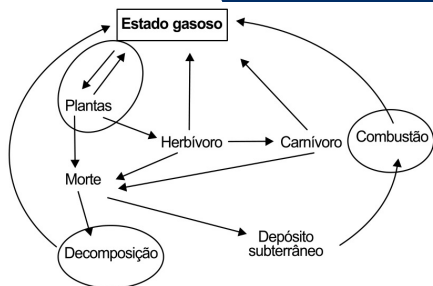 Estado gasoso
Plantas
Herbívoro
Carnívoro
Combustão
Morte
Decomposição
Depósito
subterrâneo